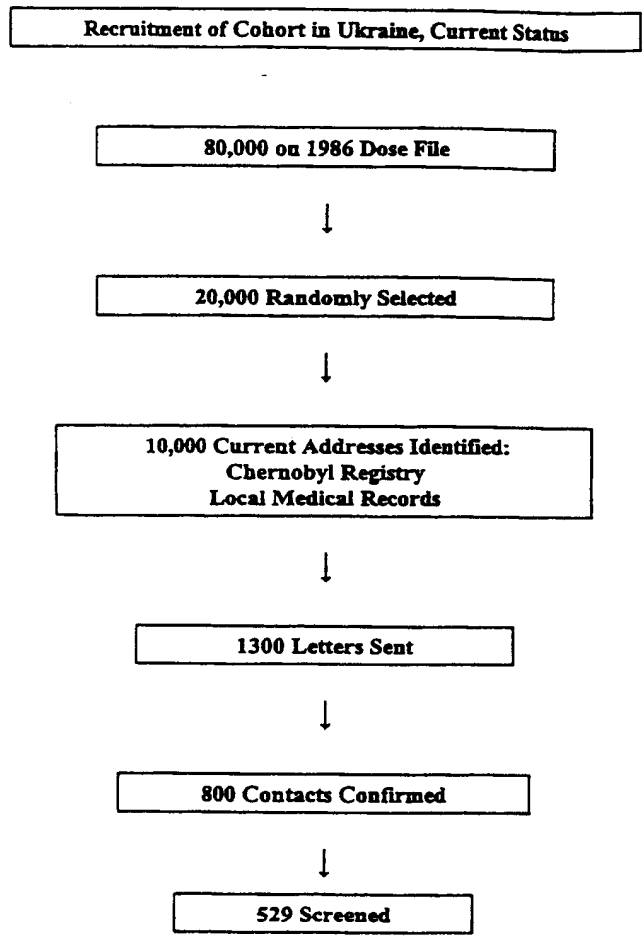 Recruitment of Cohort in Ukraine, Current Status
80,000 on 1986 Dose File
20,000 Randomly Selected
10,000 Current Addresses Identified:
Chernobyl Registry
Local Medical Records
1300 Letters Sent
800 Contacts Confirmed
529 Screened